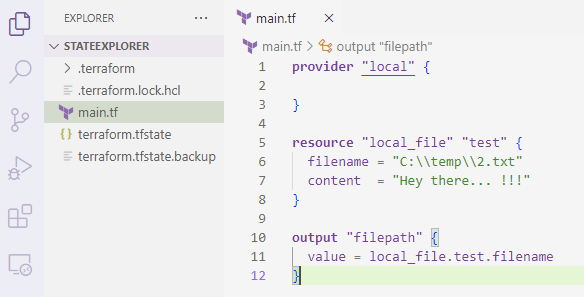 EXPLORER
...
main.tf
STATEEXPLORER
.terraform
.terraform.lock.hcl
main.tf
terraform.tfstate
terraform.tfstate.backup
main.tf > output "filepath"
1 provider "local" {
2
3 }
4
5 resource "local_file" "test" {
6 filename = "C:\\temp\\2.txt"
7 content  = "Hey there... !!!"
8 }
9
10 output "filepath" {
11 value = local_file.test.filename
12 }